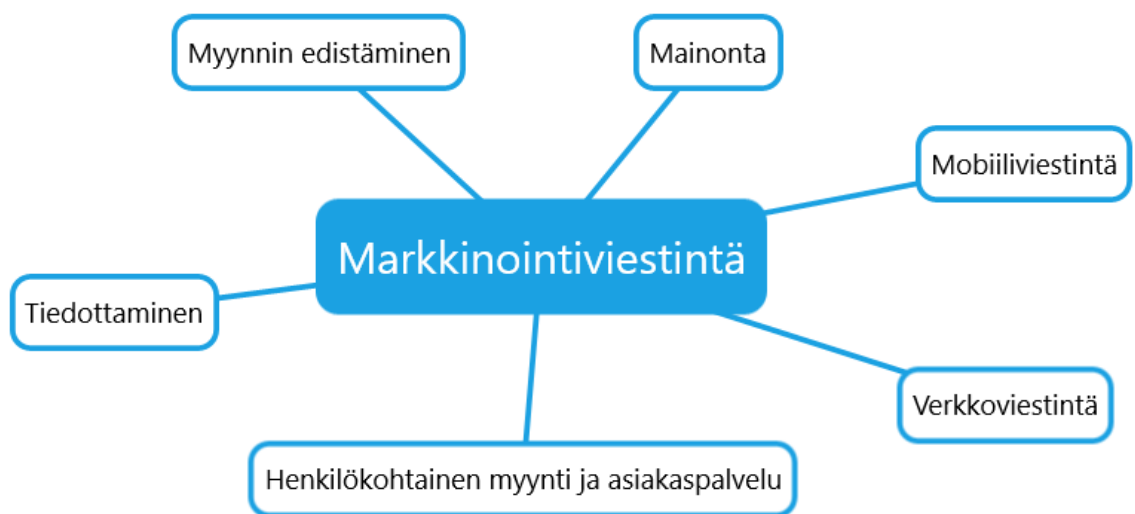 Myynnin edistäminen
Mainonta
Mobiiliviestintä
Markkinointiviestintä
Tiedottaminen
Verkkoviestintä
Henkilökohtainen myynti ja asiakaspalvelu